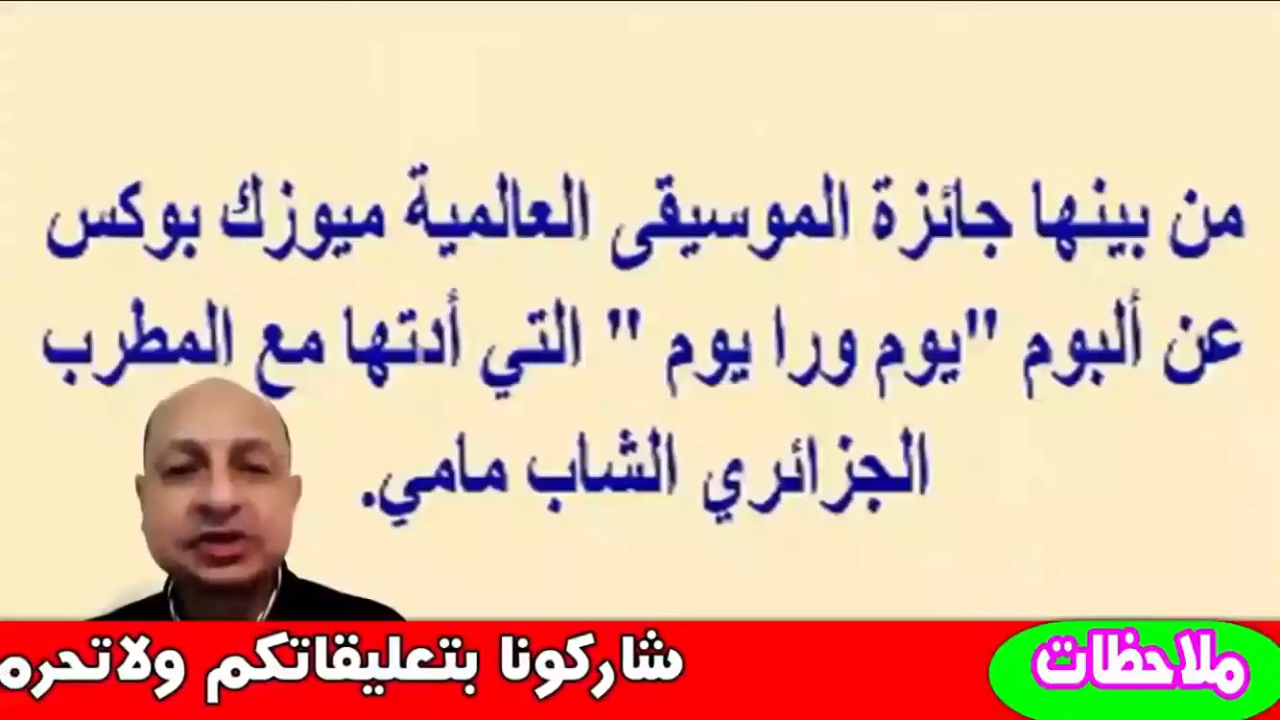 من بينها جائزة الموسيقى العالمية ميوزك بوكس
عن ألبوم "يوم ورا يوم " التي أدتها مع المطرب
الجزائري الشاب مامي.
ملاحظات
شاركونا بتعليقاتكم ولاتحرمو